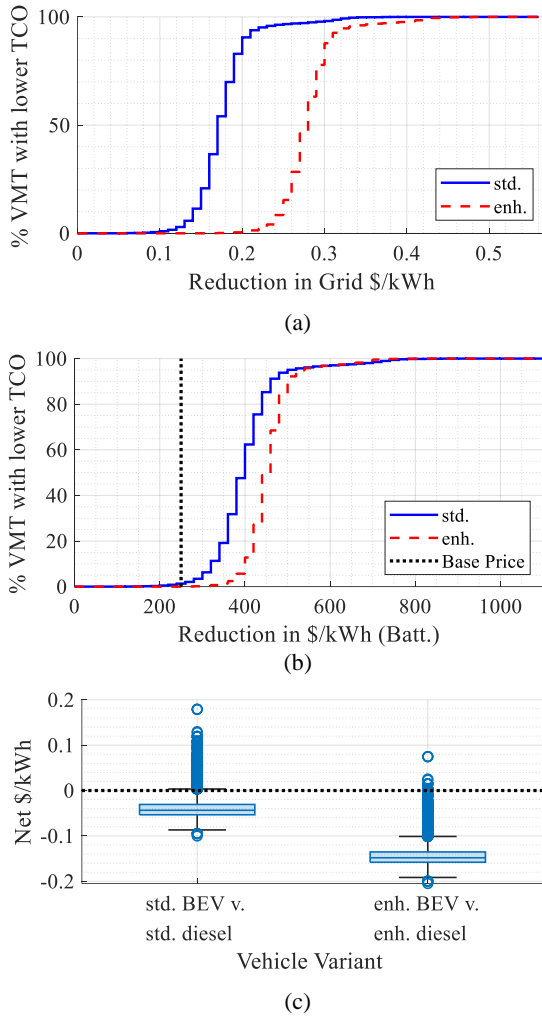 100
50
0
% VMT with lower TCO
std.
enh.
0
0.1
0.2
0.3
0.4
0.5
Reduction in Grid $/kWh
(a)
100
80
60
40
20
0
% VMT with lower TCO
std.
enh.
Base Price
0
200
400
600
800
1000
Reduction in $/kWh (Batt.)
(b)
0.2
0.1
0
-0.1
-0.2
Net $/kWh
std. BEV v.
std. diesel
enh. BEV v.
enh. diesel
Vehicle Variant
(c)